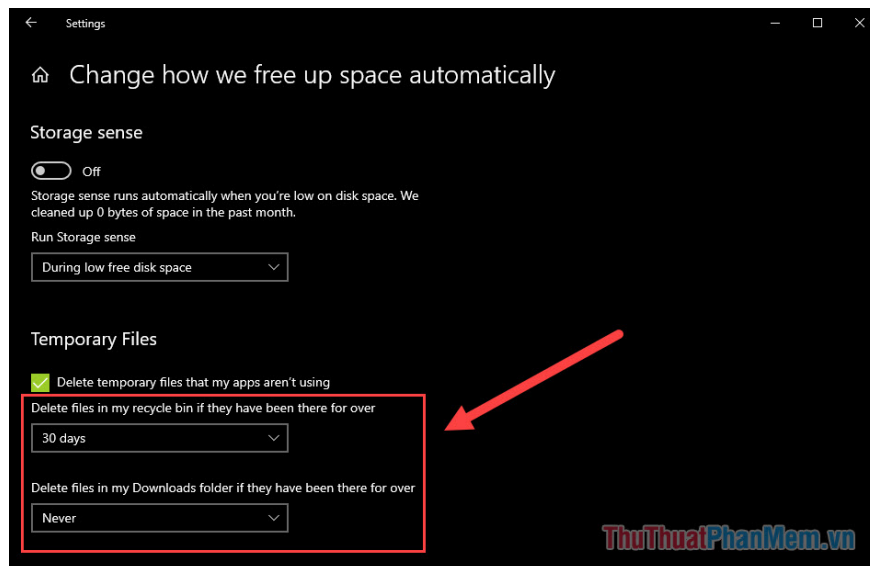 Settings
Change how we free up space automatically
Storage sense
Off
Storage sense runs automatically when you're low on disk space. We
cleaned up 0 bytes of space in the past month.
Run Storage sense
During low free disk space
Temporary Files
Delete temporary files that my apps aren't using
Delete files in my recycle bin if they have been there for over
30 days
Delete files in my Downloads folder if they have been there for over
Never
ThuThuatPhanMem.vn